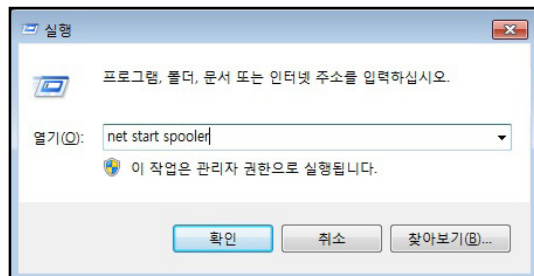 실행
프로그램, 폴더, 문서 또는 인터넷 주소를 입력하십시오.
열기(O): net start spooler
이 작업은 관리자 권한으로 실행됩니다.
확인 취소 찾아보기(B)...